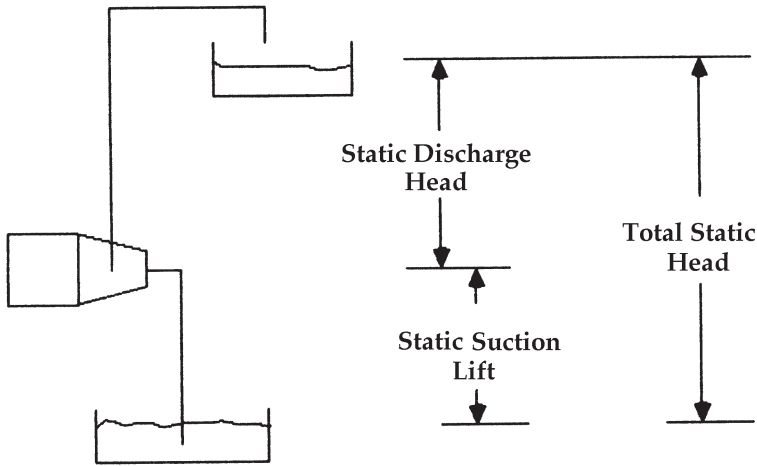 Static Discharge
Head
Total Static
Head
Static Suction
Lift